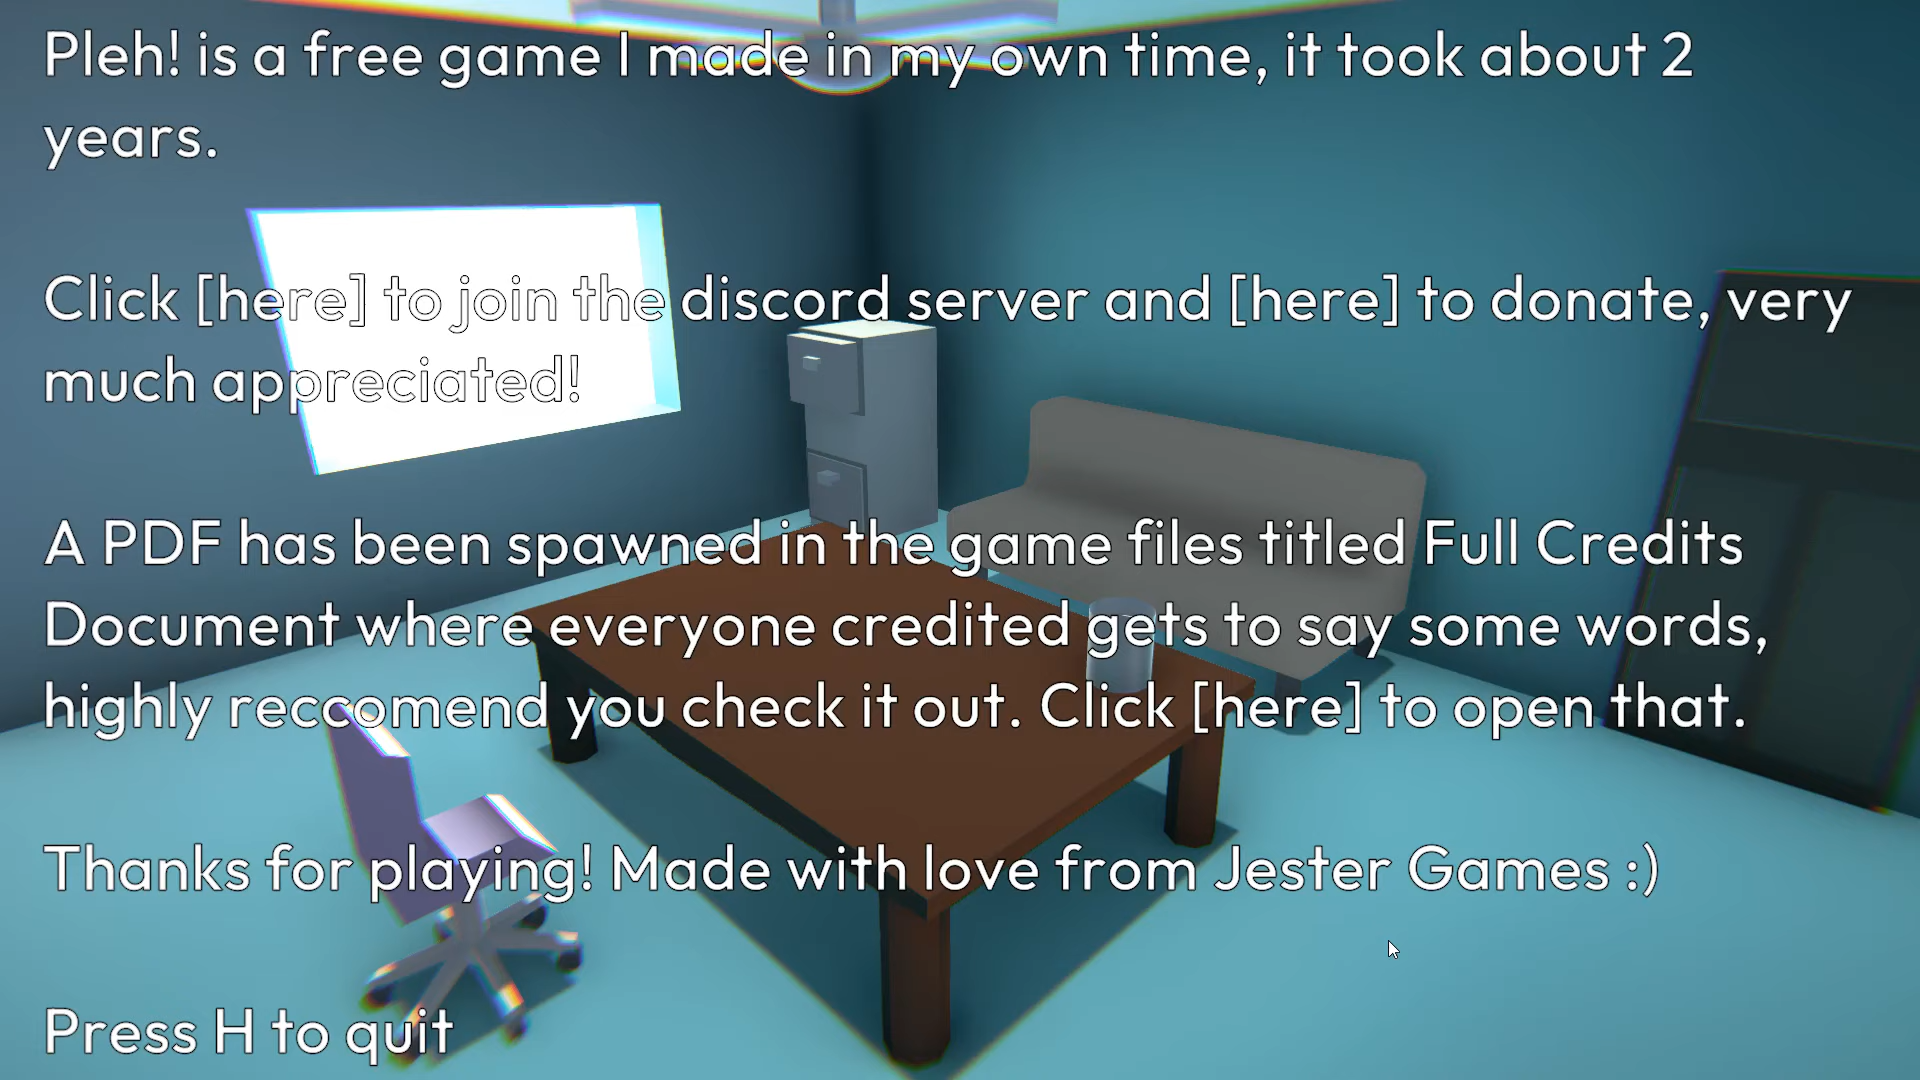 Pleh! is a free game I made in my own time, it took about 2
years.
Click [here] to join the discord server and [here] to donate, very
much appreciated!
A PDF has been spawned in the game files titled Full Credits
Document where everyone credited gets to say some words,
highly reccomend you check it out. Click [here] to open that.
Thanks for playing! Made with love from Jester Games :)
Press H to quit